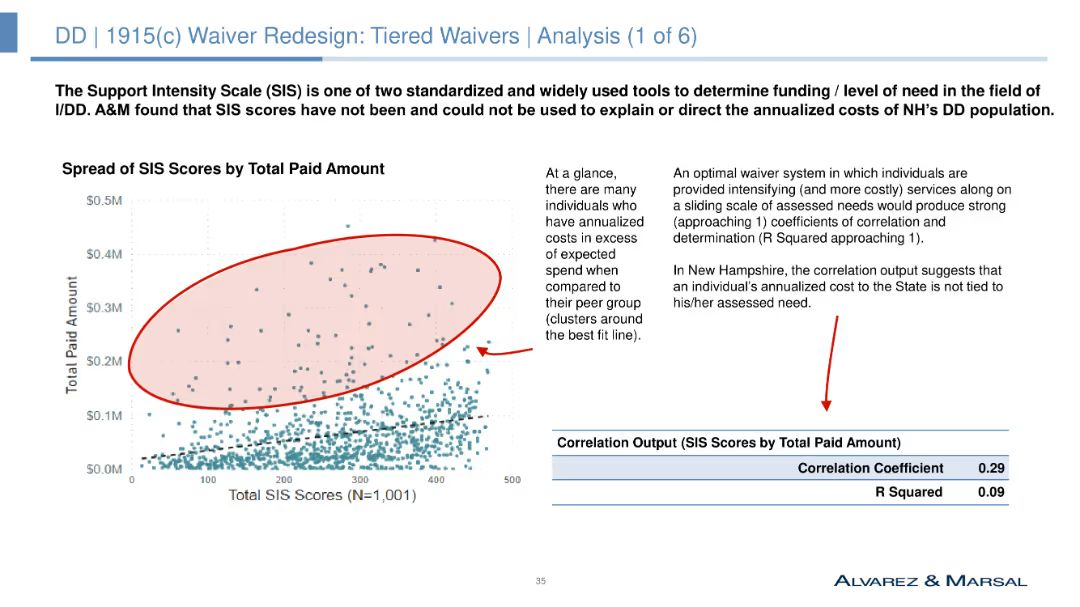 DD | 1915(c) Waiver Redesign: Tiered Waivers | Analysis (1 of 6)
The Support Intensity Scale (SIS) is one of two standardized and widely used tools to determine funding / level of need in the field of
I/DD. A&M found that SIS scores have not been and could not be used to explain or direct the annualized costs of NH's DD population.
Spread of SIS Scores by Total Paid Amount
$0.5M
$0.4M
$0.3M
$0.2M
$0.1M
$0.0M
Total Paid Amount
0 100 200 300 400 500
Total SIS Scores (N=1,001)
At a glance,
there are many
individuals who
have annualized
costs in excess
of expected
spend when
compared to
their peer group
(clusters around
the best fit line).
An optimal waiver system in which individuals are
provided intensifying (and more costly) services along on
a sliding scale of assessed needs would produce strong
(approaching 1) coefficients of correlation and
determination (R Squared approaching 1).
In New Hampshire, the correlation output suggests that
an individual's annualized cost to the State is not tied to
his/her assessed need.
Correlation Output (SIS Scores by Total Paid Amount)
Correlation Coefficient 0.29
R Squared 0.09
35
ALVAREZ & MARSAL